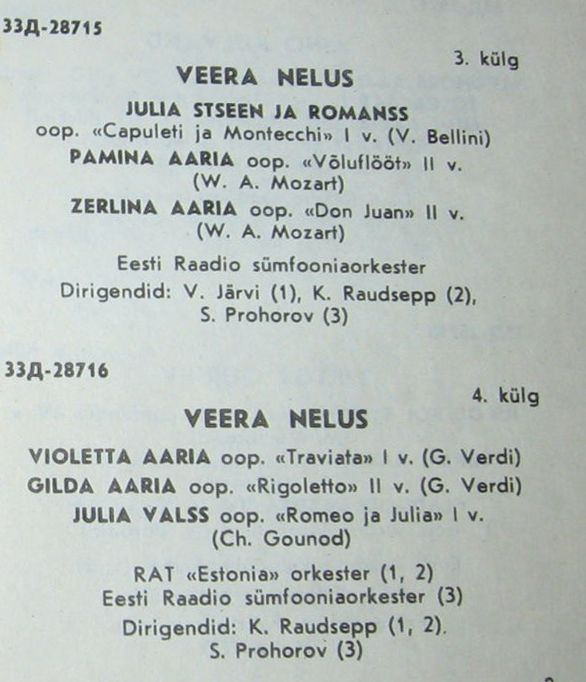 33Д-28715
3. külg
VEERA NELUS
JULIA STSEEN JA ROMANSS
oop. «Capuleti ja Montecchi» I v. (V. Bellini)
PAMINA AARIA oop. «Võluflööt» II v.
(W. A. Mozart)
ZERLINA AARIA oop. «Don Juan» II v.
(W. A. Mozart)
Eesti Raadio sümfooniaorkester
Dirigendid: V. Järvi (1), K. Raudsepp (2),
S. Prohorov (3)
33Д-28716
4. külg
VEERA NELUS
VIOLETTA AARIA oop. «Traviata» I v. (G. Verdi)
GILDA AARIA oop. «Rigoletto» II v. (G. Verdi)
JULIA VALSS oop. «Romeo ja Julia» I v.
(Ch. Gounod)
RAT «Estonia» orkester (1, 2)
Eesti Raadio sümfooniaorkester (3)
Dirigendid: K. Raudsepp (1, 2).
S. Prohorov (3)